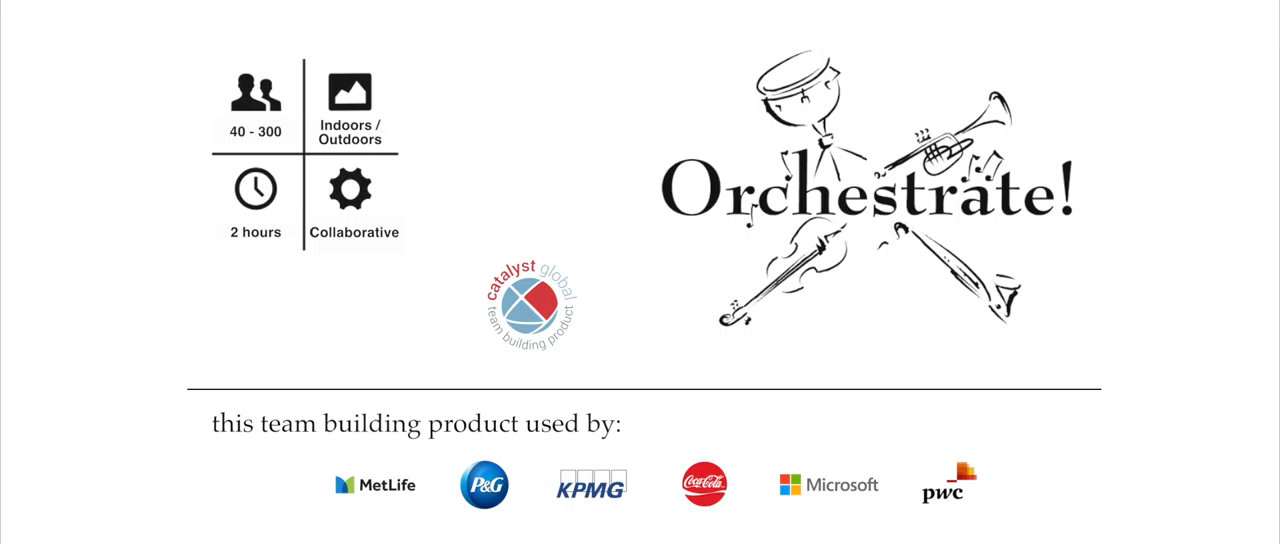 40 - 300
Indoors /
Outdoors
2 hours
Collaborative
Orchestrate!
catalyst global
team building product
this team building product used by:
MetLife
P&G
KPMG
Coca-Cola
Microsoft
pwc